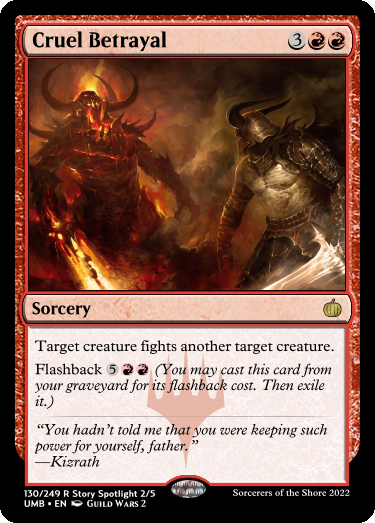 Cruel Betrayal 3
Sorcery
Target creature fights another target creature.
Flashback 5 (You may cast this card from
your graveyard for its flashback cost. Then exile
it.)
“You hadn't told me that you were keeping such
power for yourself, father.”
—Kizrath
130/249 R Story Spotlight 2/5
UMB • EN Guild Wars 2
Sorcerers of the Shore 2022